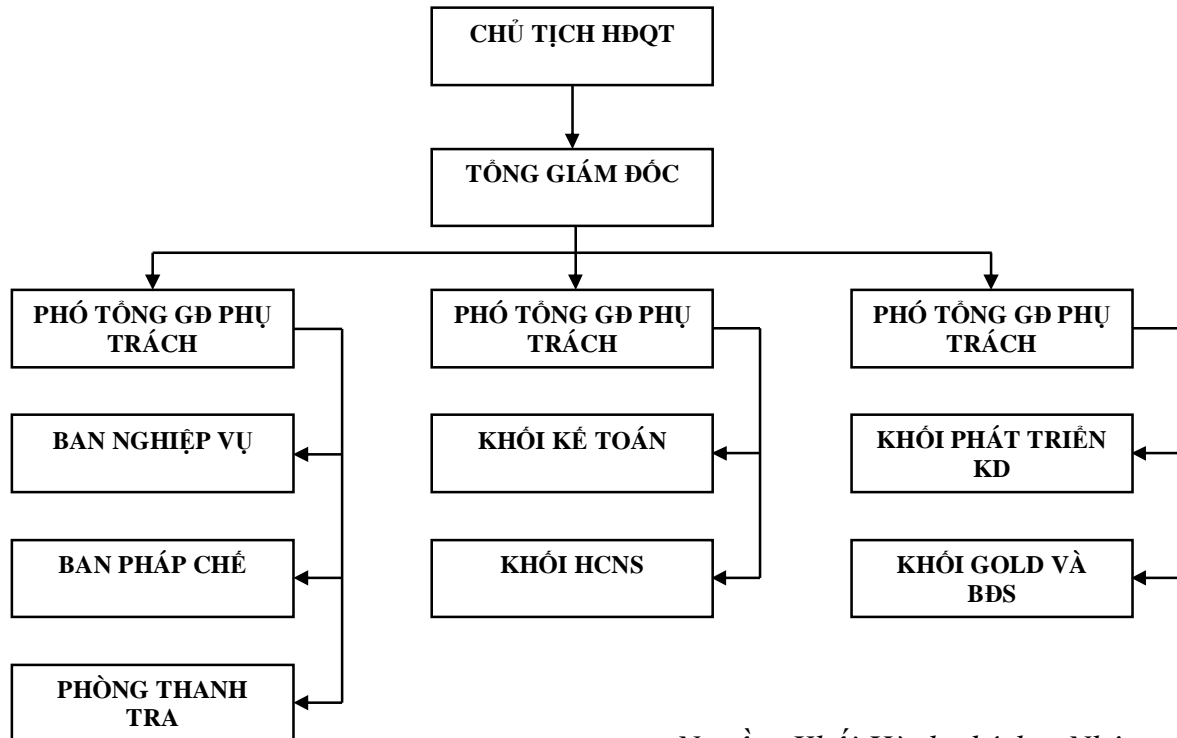 CHỦ TỊCH HĐQT
TỔNG GIÁM ĐỐC
PHÓ TỔNG GĐ PHỤ
TRÁCH
PHÓ TỔNG GĐ PHỤ
TRÁCH
PHÓ TỔNG GĐ PHỤ
TRÁCH
BAN NGHIỆP VỤ
KHỐI KẾ TOÁN
KHỐI PHÁT TRIỂN
KD
BAN PHÁP CHẾ
KHỐI HCNS
KHỐI GOLD VÀ
BĐS
PHÒNG THANH
TRA